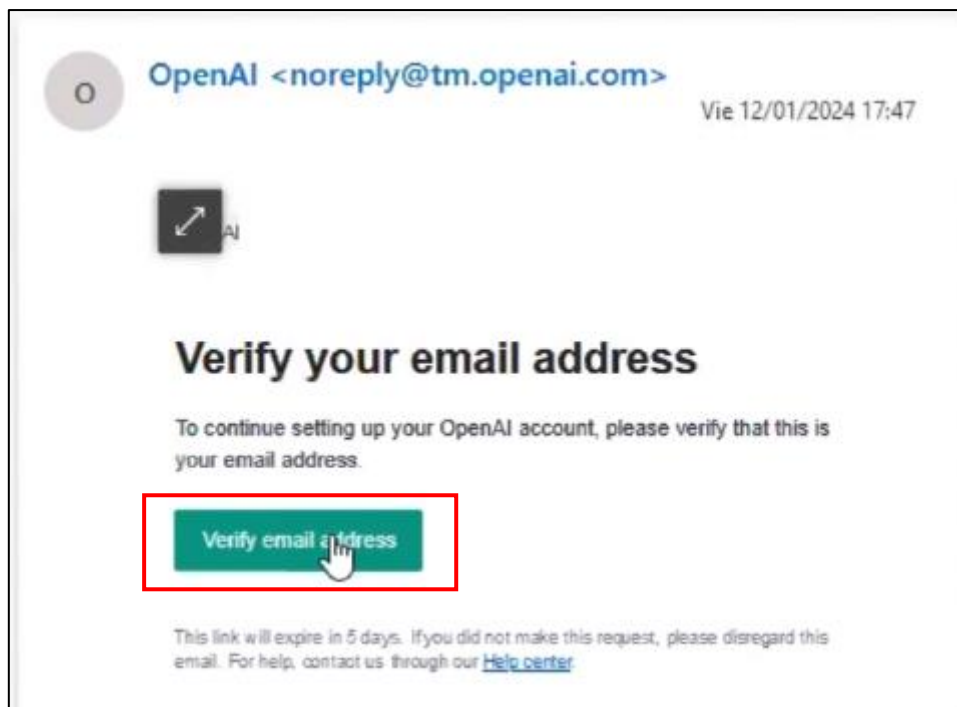 O
OpenAI <noreply@tm.openai.com>
Vie 12/01/2024 17:47
AI
Verify your email address
To continue setting up your OpenAI account, please verify that this is
your email address.
Verify email address
This link will expire in 5 days. If you did not make this request, please disregard this
email. For help, contact us through our Help center.